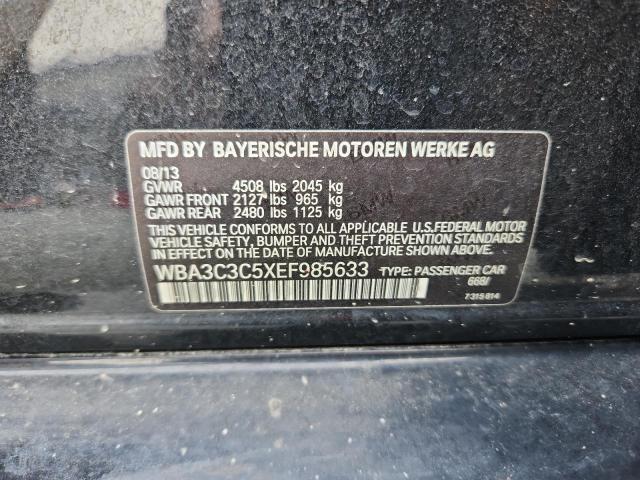 MFD BY BAYERISCHE MOTOREN WERKE AG
08/13
GVWR 4508 lbs 2045 kg
GAWR FRONT 2127 lbs 965 kg
GAWR REAR 2480 lbs 1125 kg
THIS VEHICLE CONFORMS TO ALL APPLICABLE U.S.FEDERAL MOTOR
VEHICLE SAFETY, BUMPER, AND THEFT PREVENTION STANDARDS
IN EFFECT ON THE DATE OF MANUFACTURE SHOWN ABOVE.
WBA3C3C5XEF985633 TYPE: PASSENGER CAR
668/
7315814